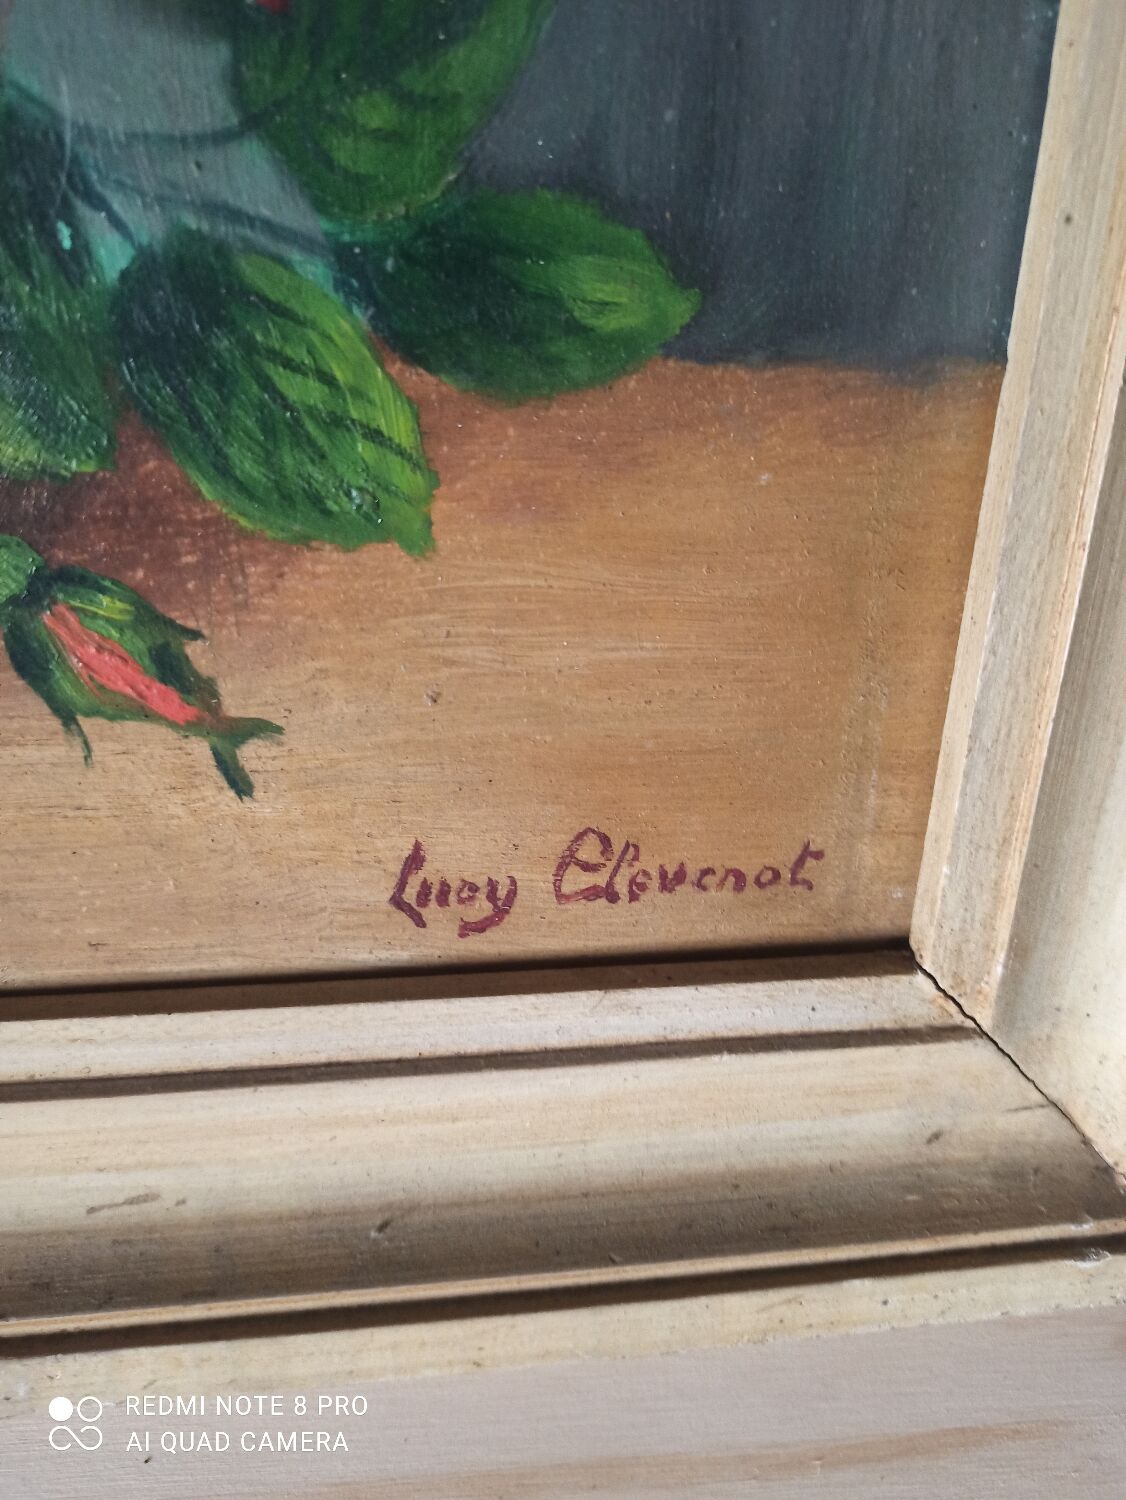 Lucy Clevenot
REDMI NOTE 8 PRO
AI QUAD CAMERA